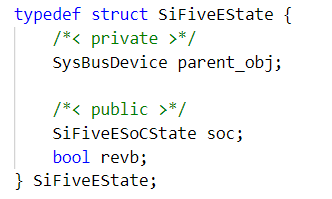 typedef struct SiFiveEState {
    /*< private >*/
    SysBusDevice parent_obj;

    /*< public >*/
    SiFiveESoCState soc;
    bool revb;
} SiFiveEState;